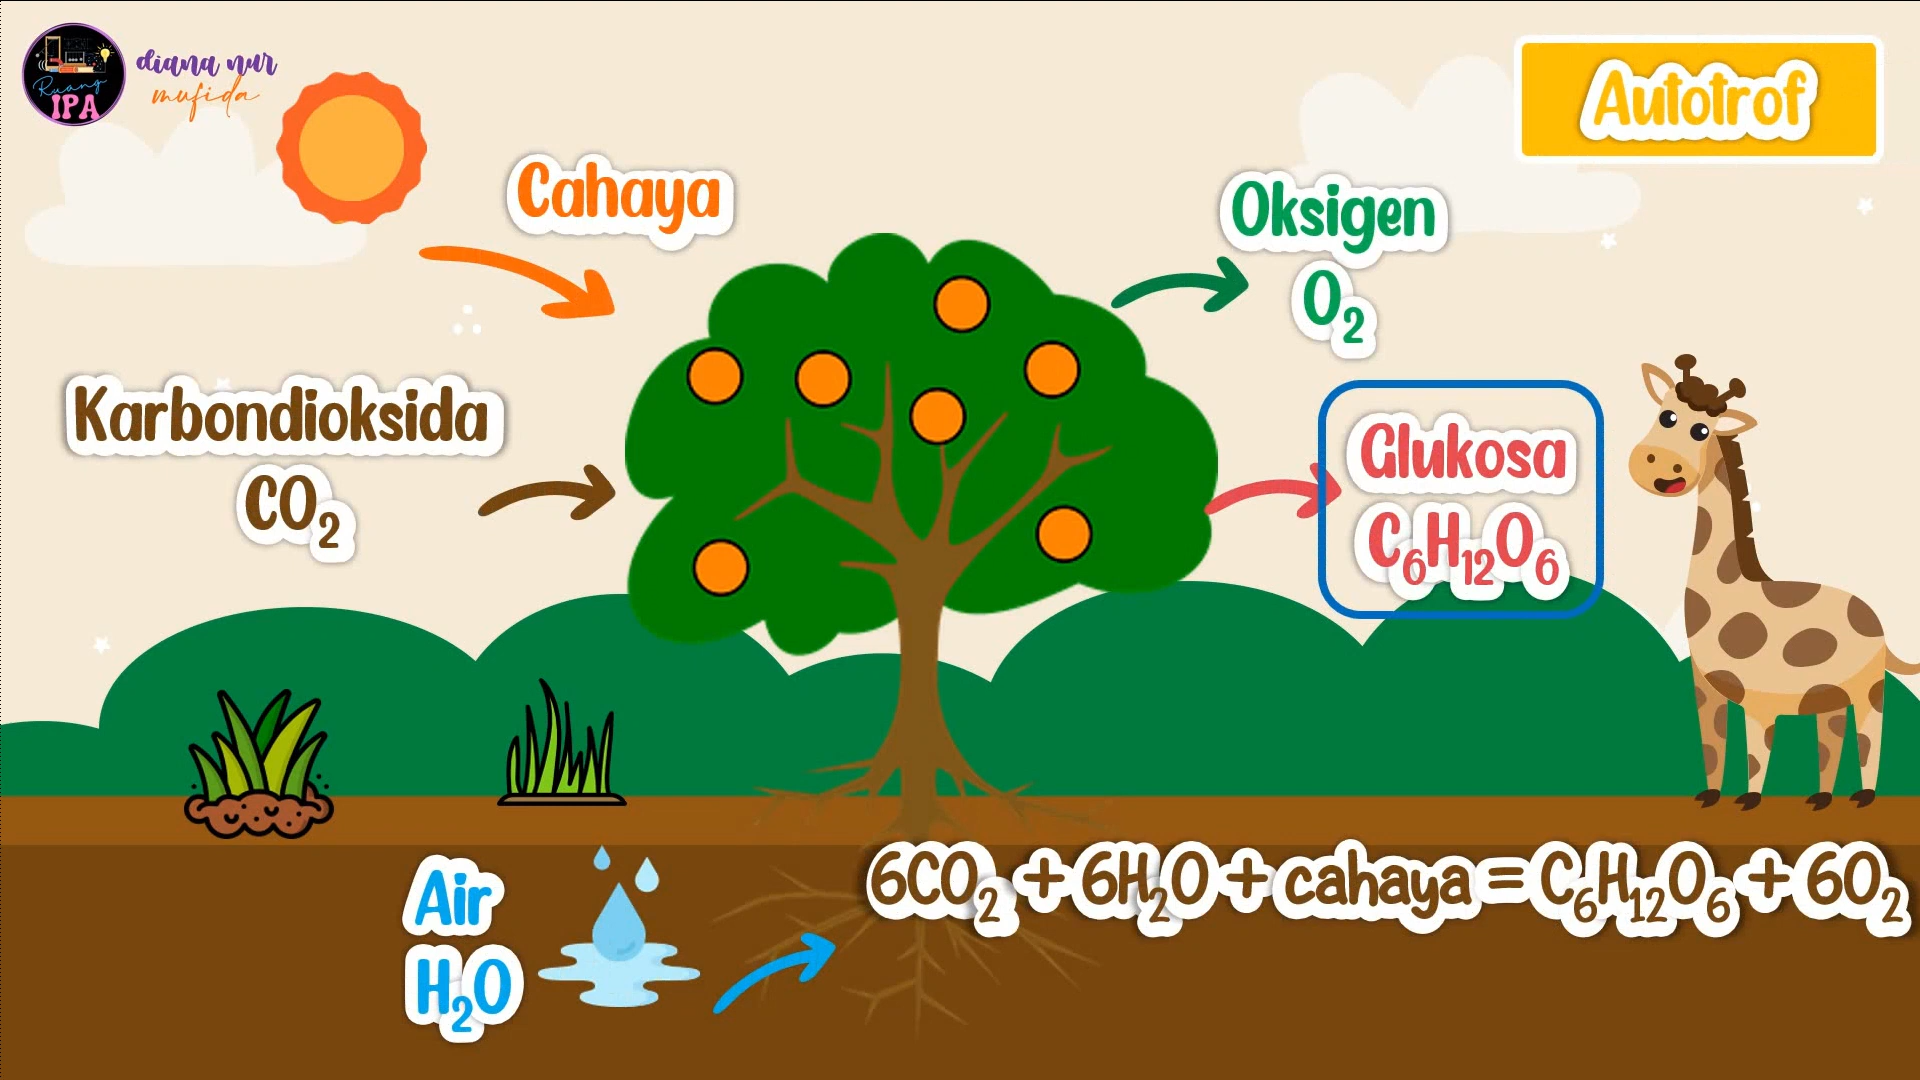 Ruang
IPA
diana nur
mufida
Autotrof
Cahaya
Oksigen
O₂
Karbondioksida
CO₂
Glukosa
C₆H₁₂O₆
6CO₂ + 6H₂O + cahaya = C₆H₁₂O₆ + 6O₂
Air
H₂O